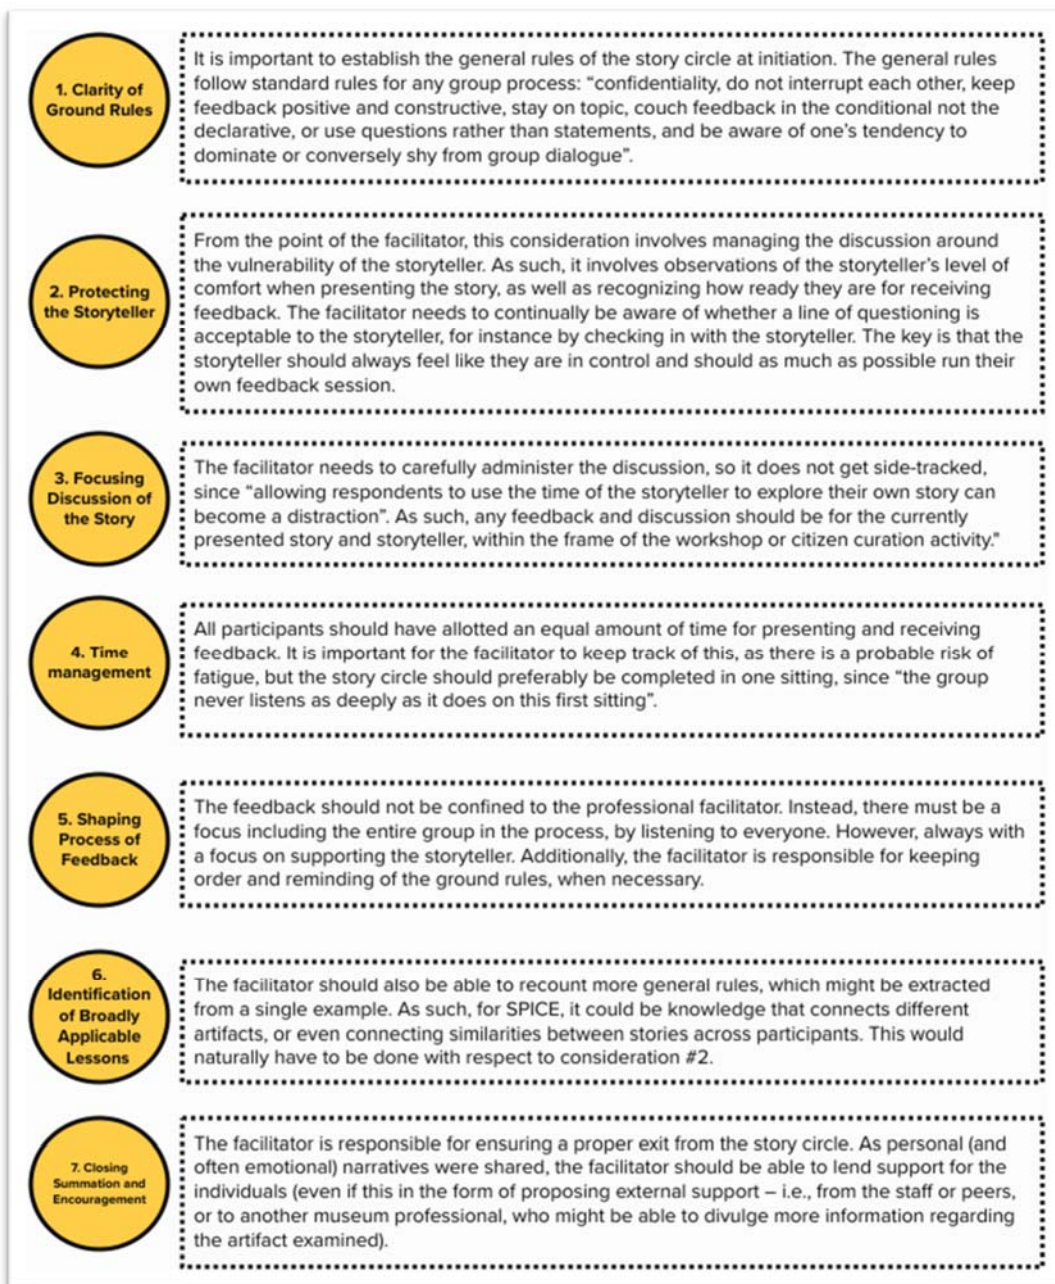 1. Clarity of
Ground Rules
It is important to establish the general rules of the story circle at initiation. The general rules
follow standard rules for any group process: “confidentiality, do not interrupt each other, keep
feedback positive and constructive, stay on topic, couch feedback in the conditional not the
declarative, or use questions rather than statements, and be aware of one’s tendency to
dominate or conversely shy from group dialogue”.
2. Protecting
the Storyteller
From the point of the facilitator, this consideration involves managing the discussion around
the vulnerability of the storyteller. As such, it involves observations of the storyteller’s level of
comfort when presenting the story, as well as recognizing how ready they are for receiving
feedback. The facilitator needs to continually be aware of whether a line of questioning is
acceptable to the storyteller, for instance by checking in with the storyteller. The key is that the
storyteller should always feel like they are in control and should as much as possible run their
own feedback session.
3. Focusing
Discussion of
the Story
The facilitator needs to carefully administer the discussion, so it does not get side-tracked,
since “allowing respondents to use the time of the storyteller to explore their own story can
become a distraction”. As such, any feedback and discussion should be for the currently
presented story and storyteller, within the frame of the workshop or citizen curation activity."
4. Time
management
All participants should have allotted an equal amount of time for presenting and receiving
feedback. It is important for the facilitator to keep track of this, as there is a probable risk of
fatigue, but the story circle should preferably be completed in one sitting, since “the group
never listens as deeply as it does on this first sitting”.
5. Shaping
Process of
Feedback
The feedback should not be confined to the professional facilitator. Instead, there must be a
focus including the entire group in the process, by listening to everyone. However, always with
a focus on supporting the storyteller. Additionally, the facilitator is responsible for keeping
order and reminding of the ground rules, when necessary.
6.
Identification
of Broadly
Applicable
Lessons
The facilitator should also be able to recount more general rules, which might be extracted
from a single example. As such, for SPICE, it could be knowledge that connects different
artifacts, or even connecting similarities between stories across participants. This would
naturally have to be done with respect to consideration #2.
7. Closing
Summation and
Encouragement
The facilitator is responsible for ensuring a proper exit from the story circle. As personal (and
often emotional) narratives were shared, the facilitator should be able to lend support for the
individuals (even if this in the form of proposing external support – i.e., from the staff or peers,
or to another museum professional, who might be able to divulge more information regarding
the artifact examined).